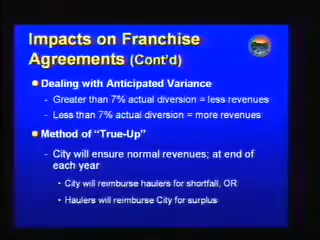 Impacts on Franchise
Agreements (Cont'd)
Dealing with Anticipated Variance
- Greater than 7% actual diversion = less revenues
- Less than 7% actual diversion = more revenues
Method of "True-Up"
- City will ensure normal revenues; at end of
each year
• City will reimburse haulers for shortfall, OR
• Haulers will reimburse City for surplus